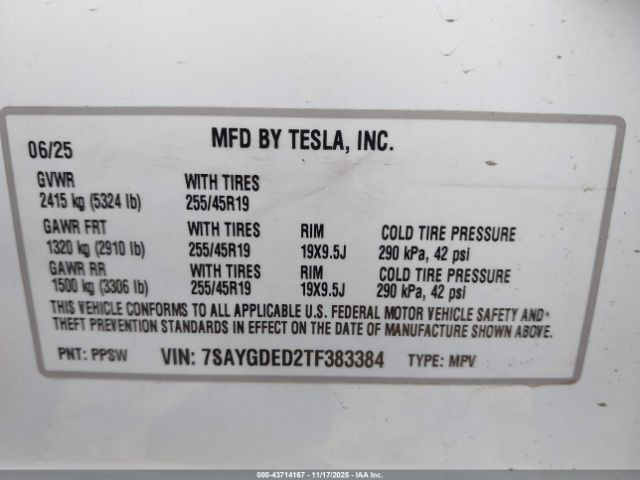 06/25 MFD BY TESLA, INC.
GVWR WITH TIRES
2415 kg (5324 lb) 255/45R19
GAWR FRT WITH TIRES RIM COLD TIRE PRESSURE
1320 kg (2910 lb) 255/45R19 19X9.5J 290 kPa, 42 psi
GAWR RR WITH TIRES RIM COLD TIRE PRESSURE
1500 kg (3306 lb) 255/45R19 19X9.5J 290 kPa, 42 psi
THIS VEHICLE CONFORMS TO ALL APPLICABLE U.S. FEDERAL MOTOR VEHICLE SAFETY AND
THEFT PREVENTION STANDARDS IN EFFECT ON THE DATE OF MANUFACTURE SHOWN ABOVE.
PNT: PPSW VIN: 7SAYGDED2TF383384 TYPE: MPV
000-43714167 - 11/17/2025 - IAA Inc.